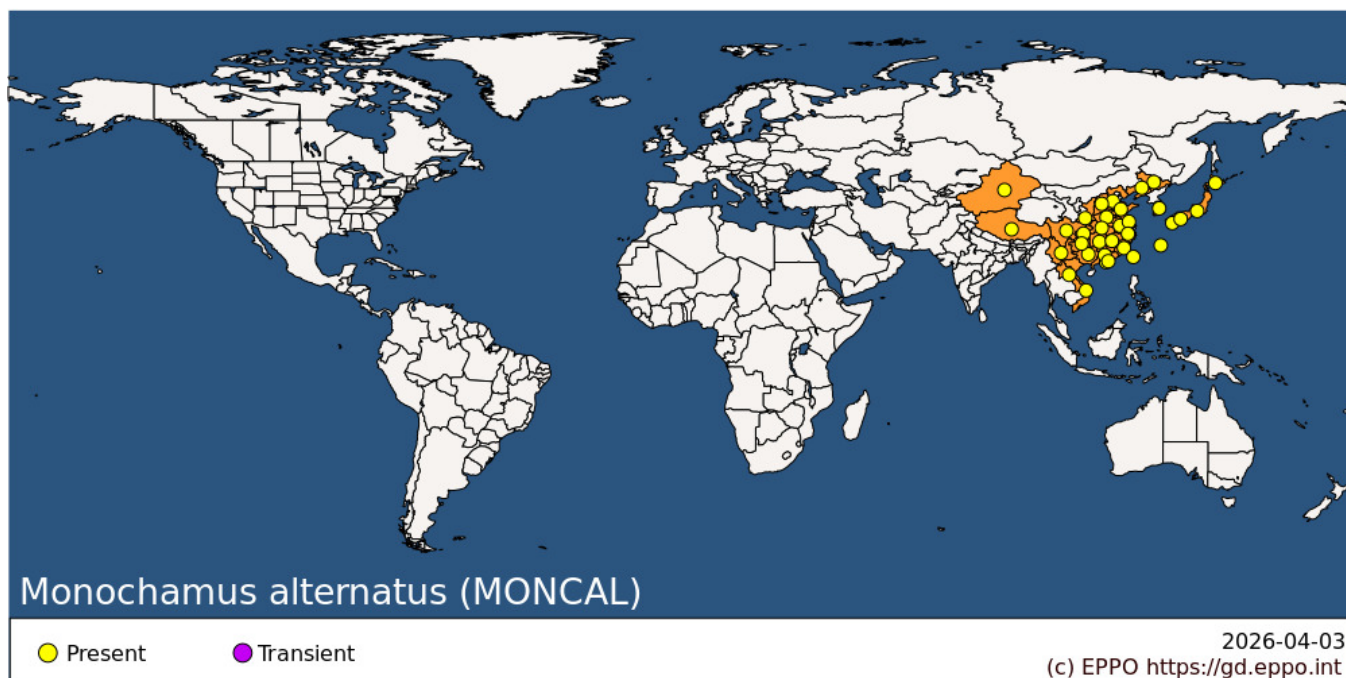 Monochamus alternatus (MONCAL)
Present
Transient
2026-04-03
(c) EPPO https://gd.eppo.int